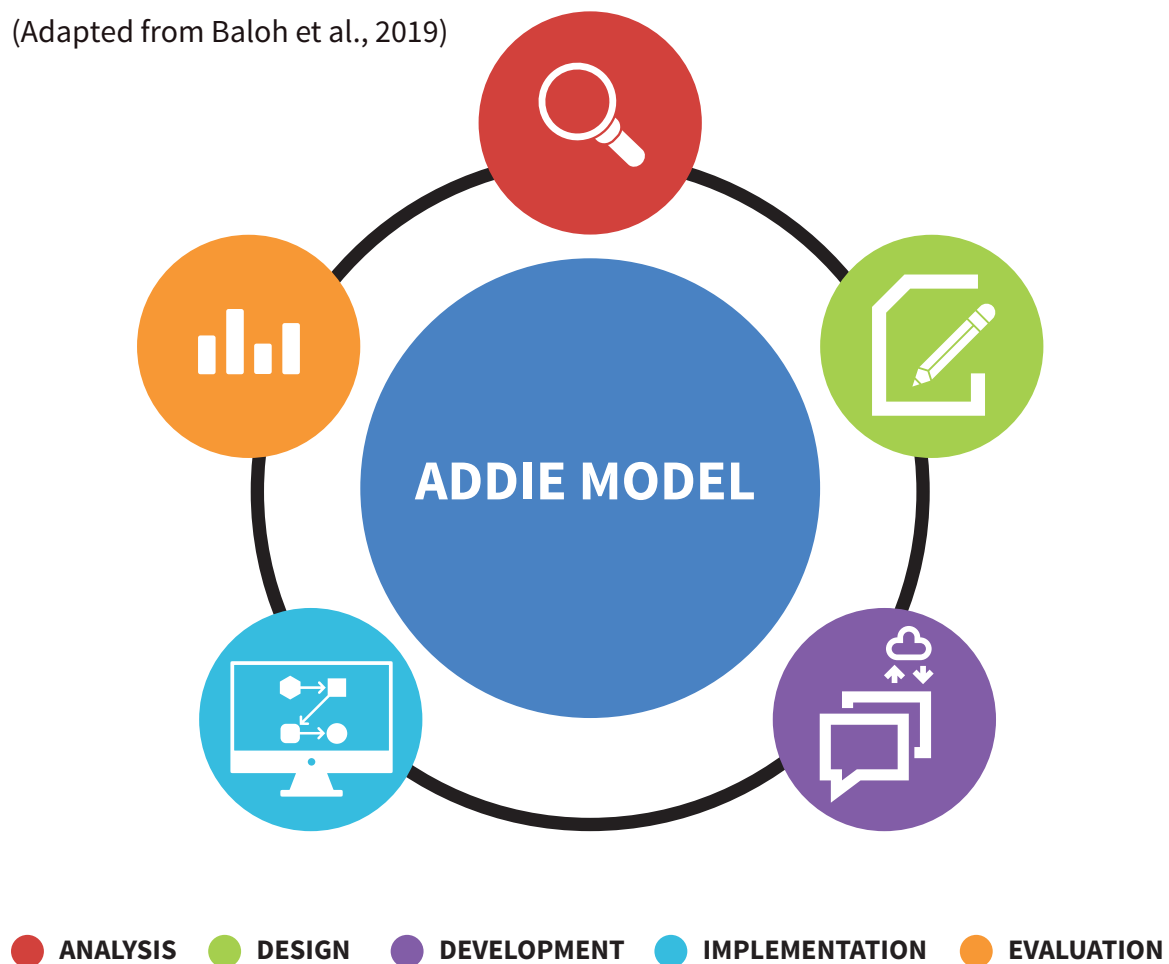 (Adapted from Baloh et al., 2019)
ADDIE MODEL
ANALYSIS DESIGN DEVELOPMENT IMPLEMENTATION EVALUATION